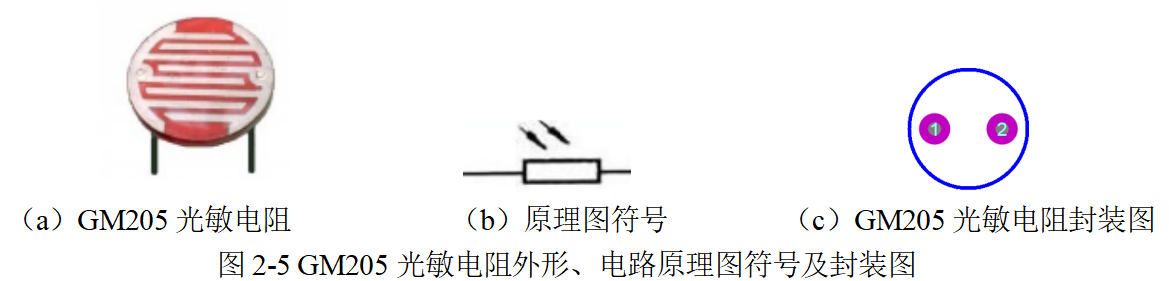 1 2
（a）GM205 光敏电阻 （b）原理图符号 （c）GM205 光敏电阻封装图
图 2-5 GM205 光敏电阻外形、电路原理图符号及封装图